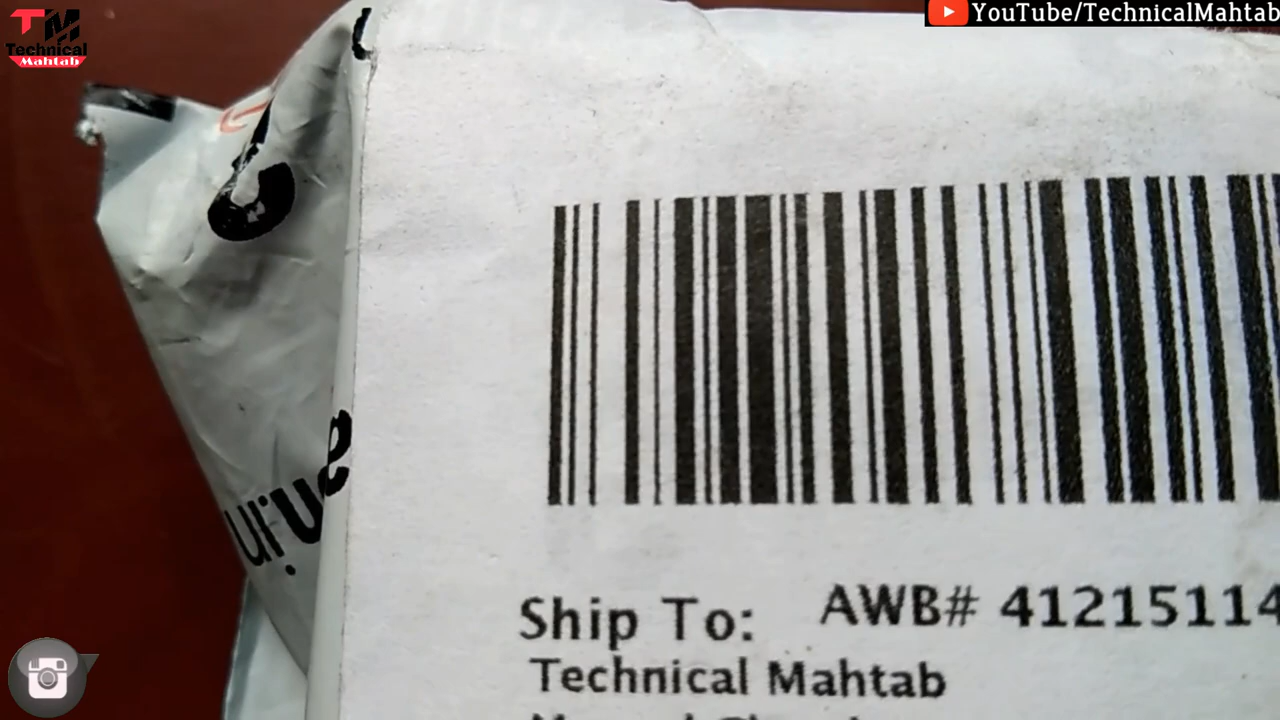 TM
Technical
Mahtab
YouTube/TechnicalMahtab
Ship To:
AWB# 41215114
Technical Mahtab